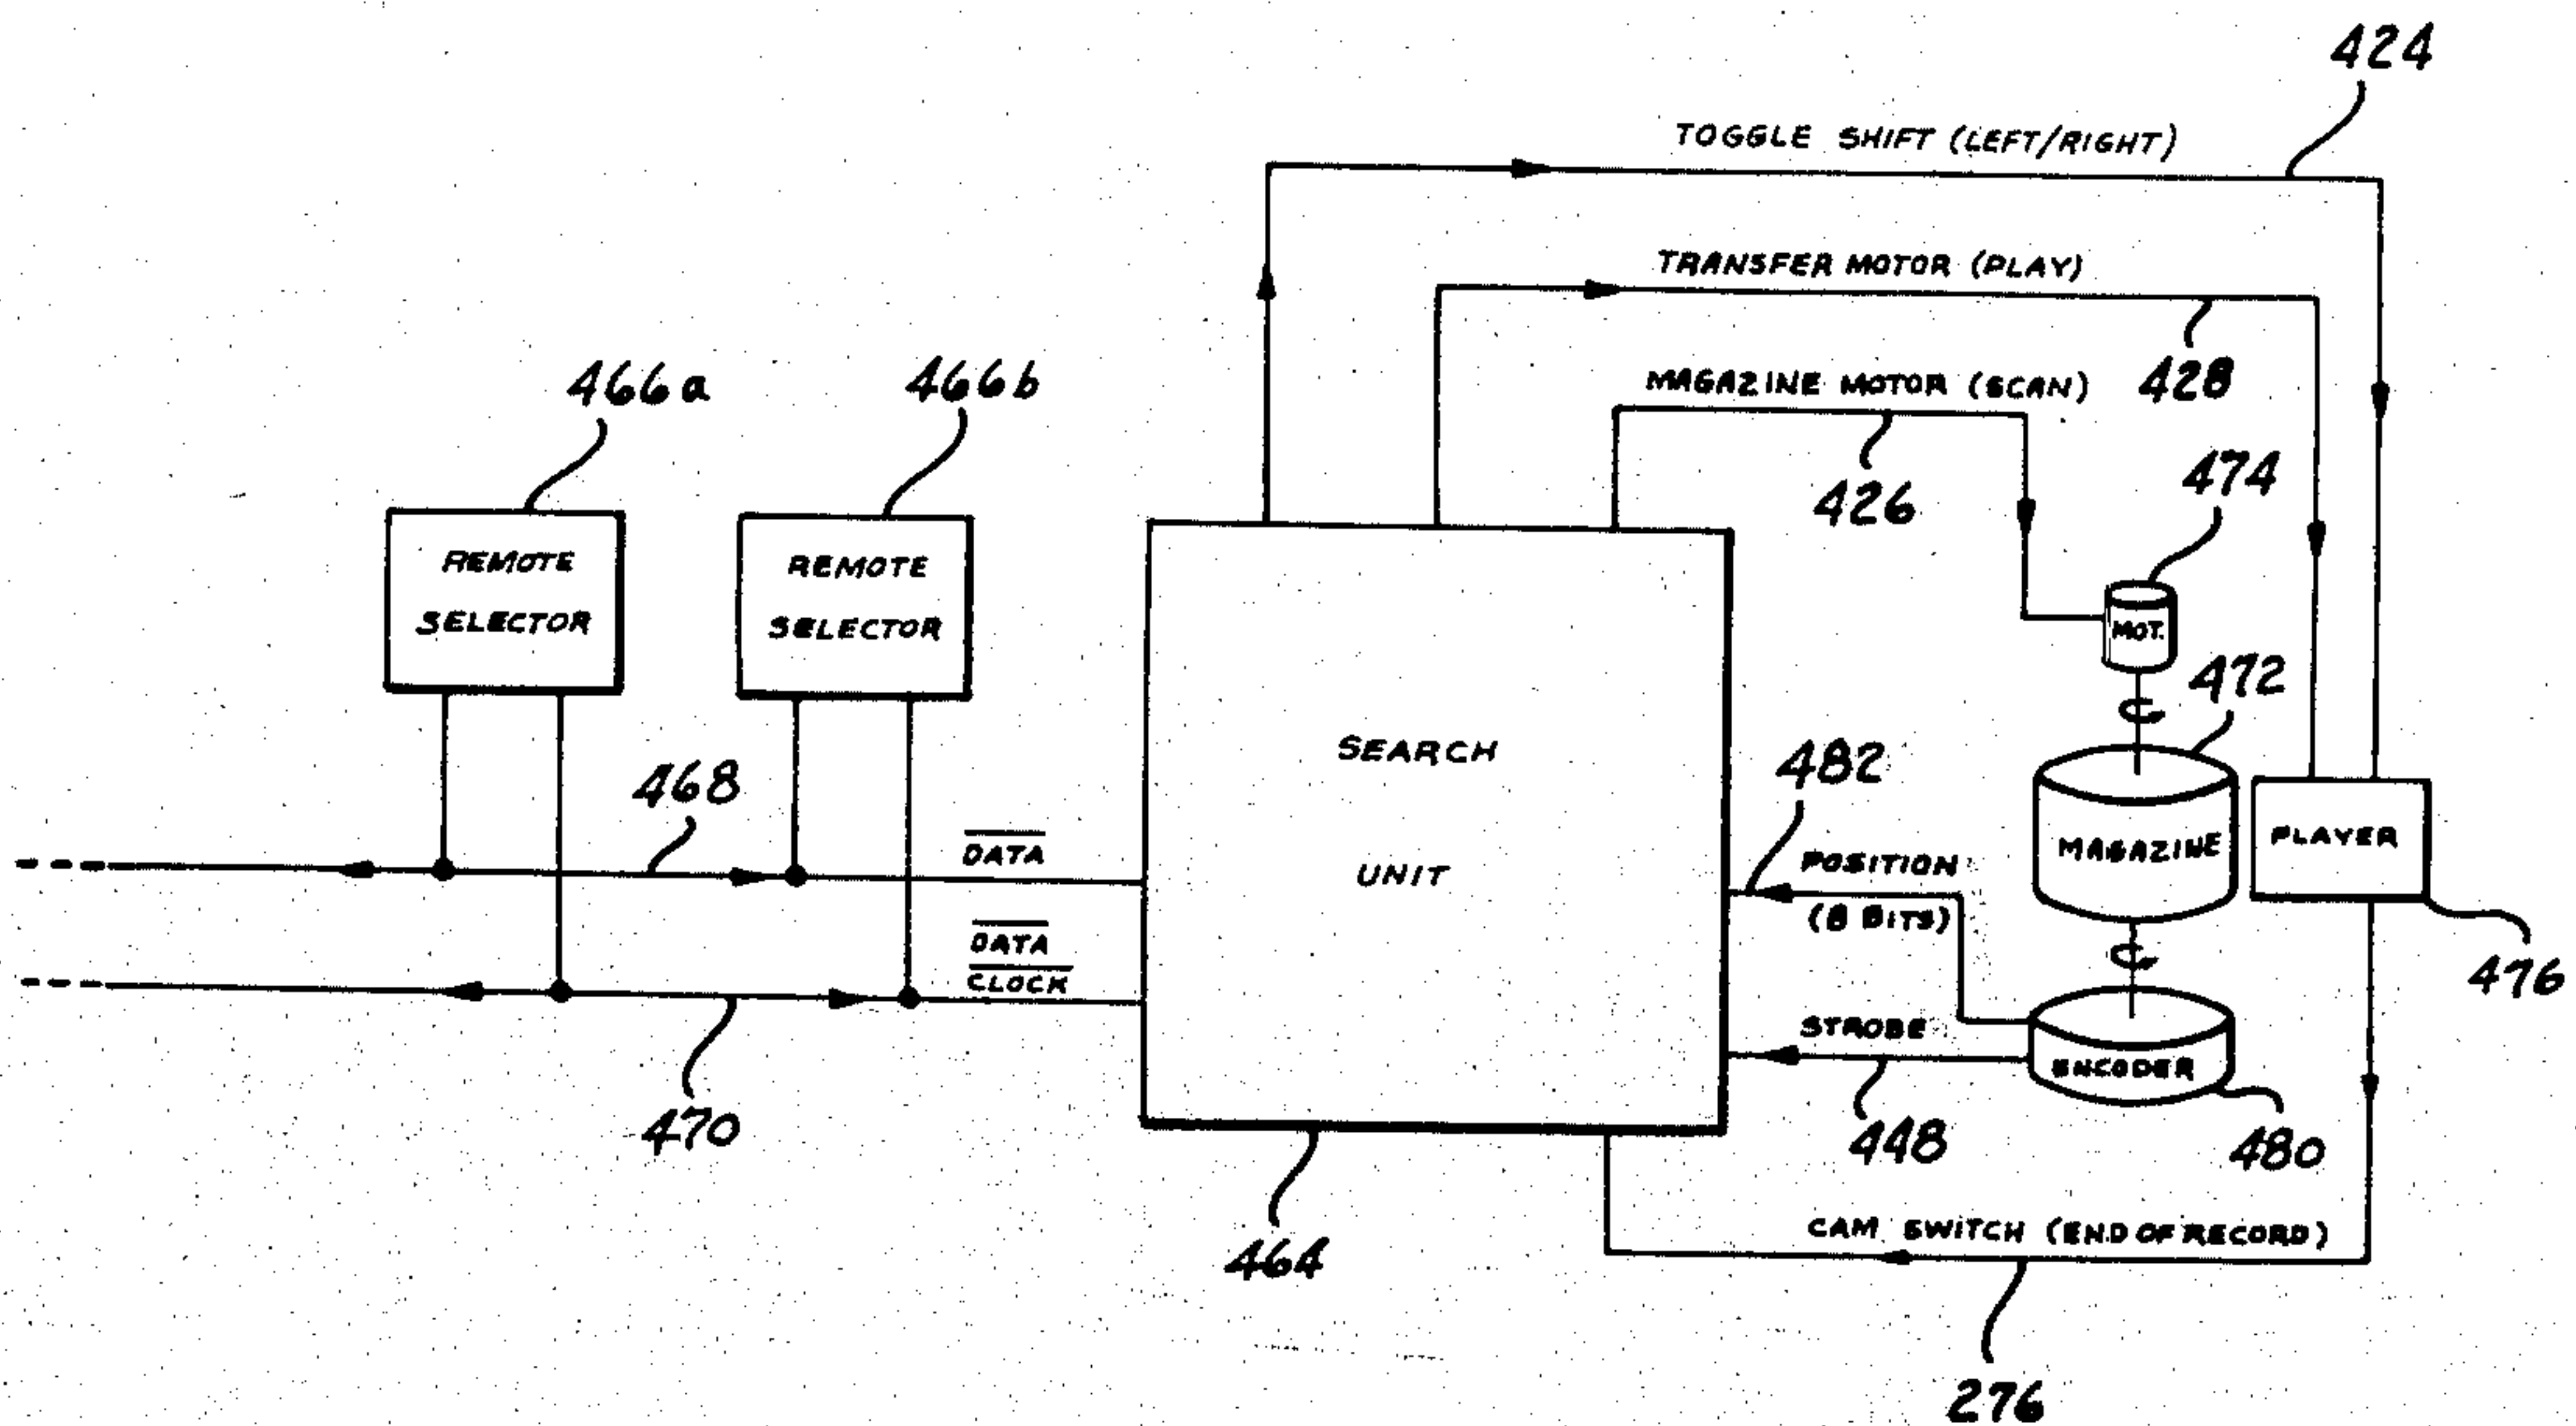 424
TOGGLE SHIFT (LEFT/RIGHT)
TRANSFER MOTOR (PLAY)
428
MAGAZINE MOTOR (SCAN)
426
466a
466b
474
REMOTE
SELECTOR
REMOTE
SELECTOR
MOT.
472
SEARCH
UNIT
482
468
DATA
POSITION
(8 BITS)
MAGAZINE
PLAYER
476
DATA
CLOCK
STROBE
ENCODER
470
448
480
464
CAM SWITCH (END OF RECORD)
276